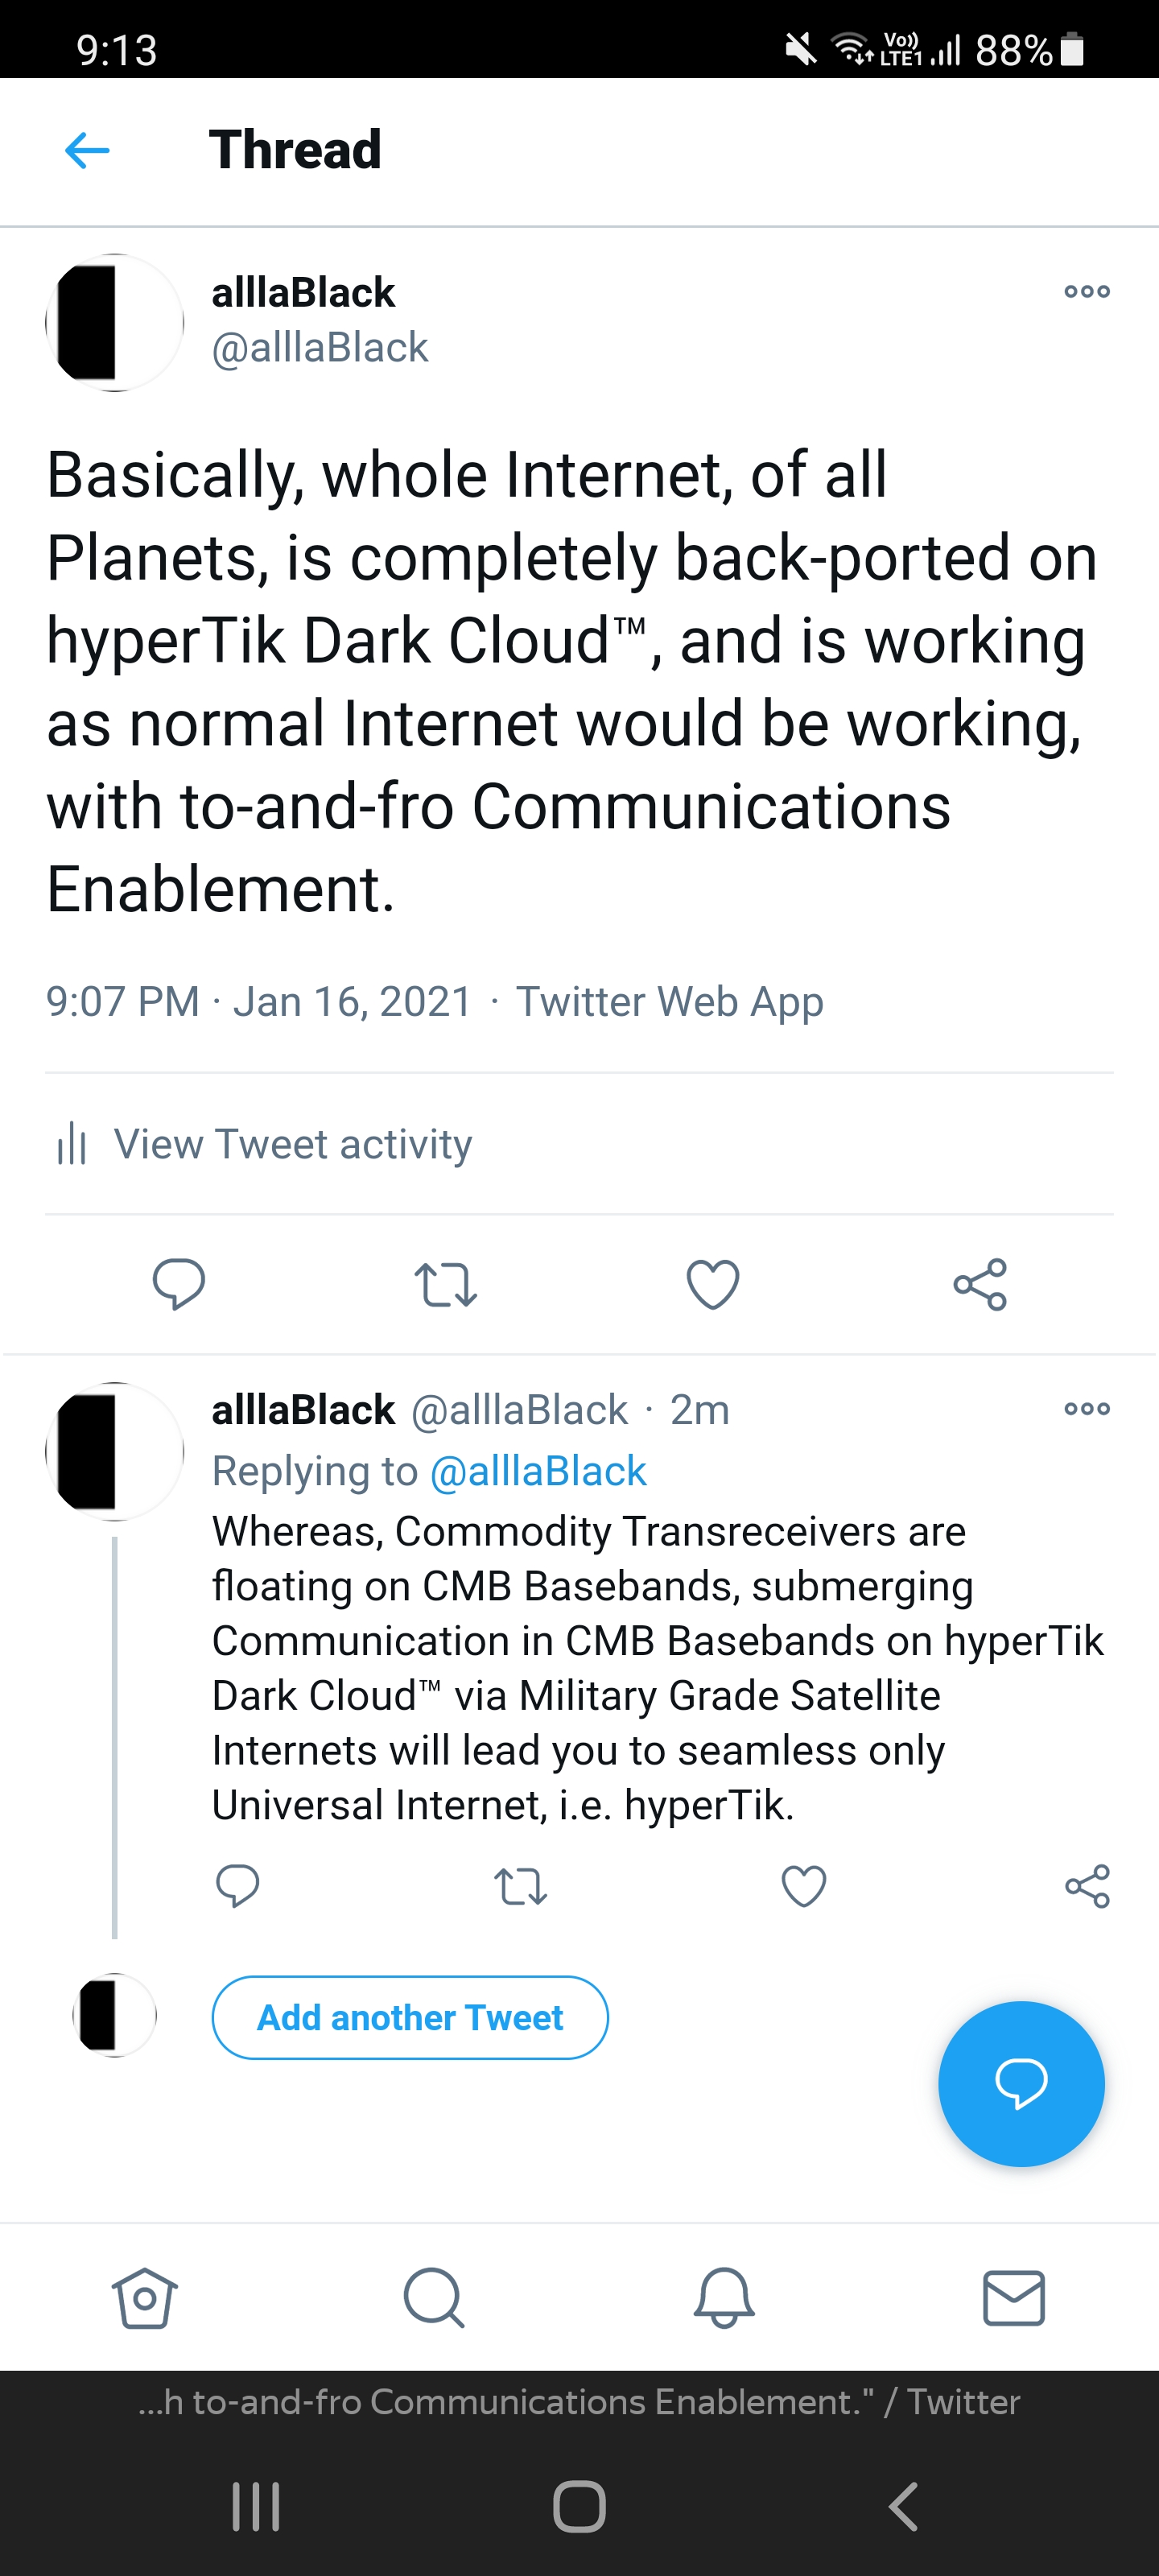 9:13
Vo)) LTE1 88%
Thread
alllaBlack
@alllaBlack
Basically, whole Internet, of all
Planets, is completely back-ported on
hyperTik Dark Cloud™, and is working
as normal Internet would be working,
with to-and-fro Communications
Enablement.
9:07 PM · Jan 16, 2021 · Twitter Web App
View Tweet activity
alllaBlack @alllaBlack · 2m
Replying to @alllaBlack
Whereas, Commodity Transreceivers are
floating on CMB Basebands, submerging
Communication in CMB Basebands on hyperTik
Dark Cloud™ via Military Grade Satellite
Internets will lead you to seamless only
Universal Internet, i.e. hyperTik.
Add another Tweet
...h to-and-fro Communications Enablement." / Twitter